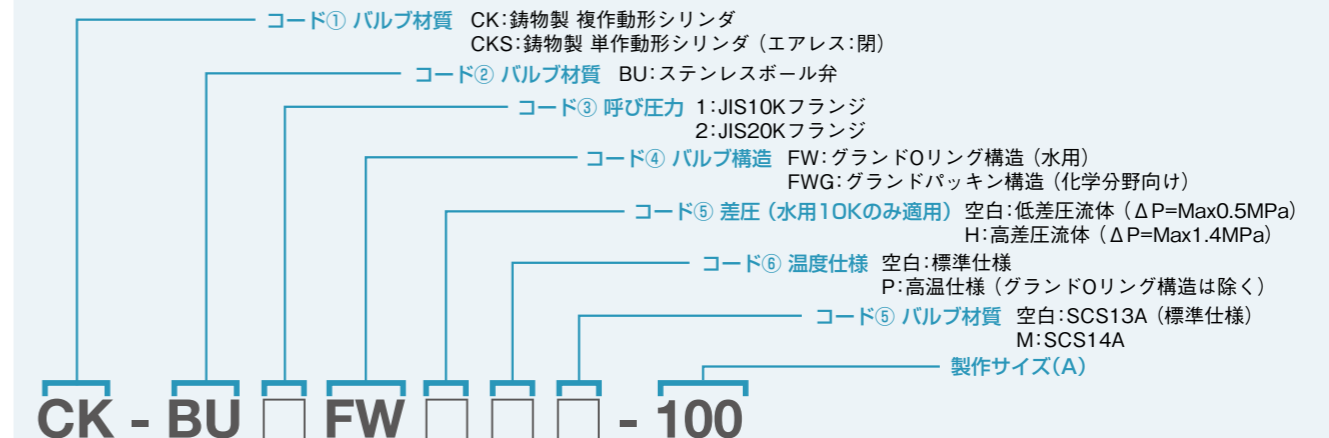 コード① バルブ材質 CK:鋳物製 複作動形シリンダ
CKS:鋳物製 単作動形シリンダ（エアレス:閉）
コード② バルブ材質 BU:ステンレスボール弁
コード③ 呼び圧力 1:JIS10Kフランジ
2:JIS20Kフランジ
コード④ バルブ構造 FW:グランドOリング構造（水用）
FWG:グランドパッキン構造（化学分野向け）
コード⑤ 差圧（水用10Kのみ適用）空白:低差圧流体（ΔP=Max0.5MPa）
H:高差圧流体（ΔP=Max1.4MPa）
コード⑥ 温度仕様 空白:標準仕様
P:高温仕様（グランドOリング構造は除く）
コード⑤ バルブ材質 空白:SCS13A（標準仕様）
M:SCS14A
製作サイズ(A)
CK - BU □ FW □ □ □ - 100